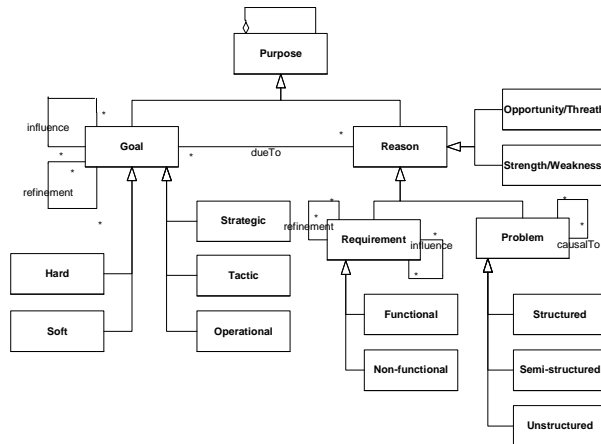 Purpose
Opportunity/Threath
*
influence
Goal
*
Reason
*
*
dueTo
*
refinement
Strength/Weakness
*
*
*
Strategic
refinement
*
Requirement
*
influence
*
Problem
*
causalTo
Hard
Tactic
*
Soft
Operational
Functional
Structured
Non-functional
Semi-structured
Unstructured